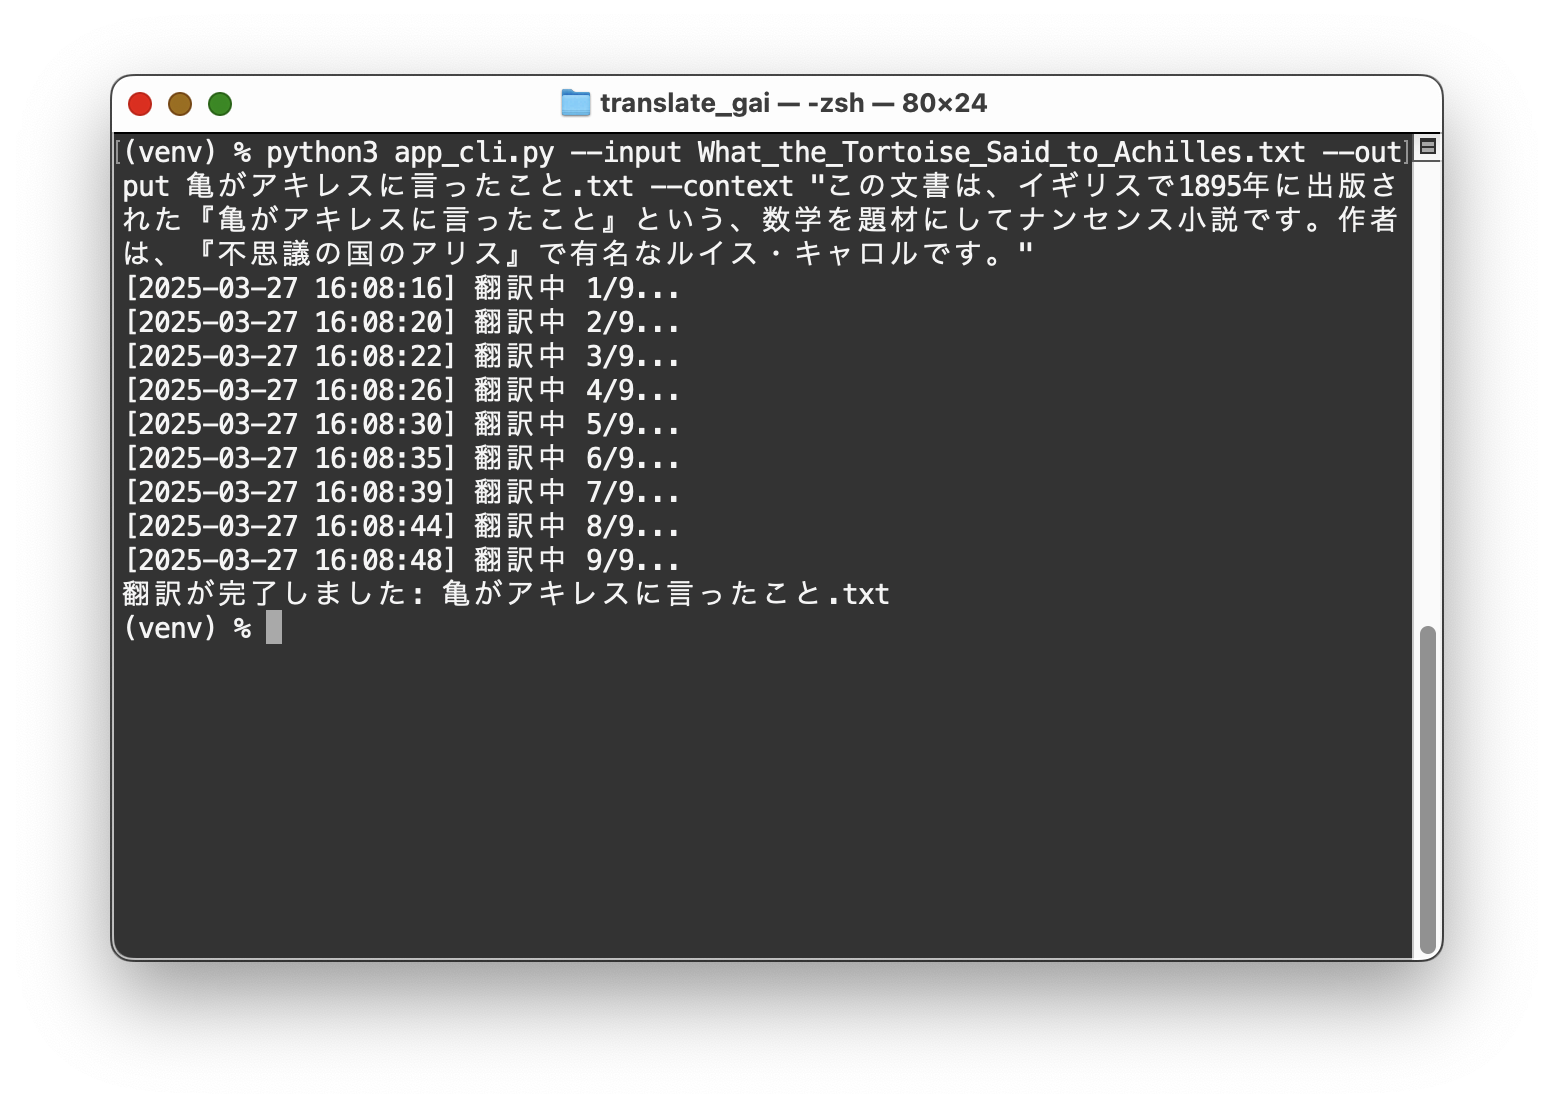 translate_gai — -zsh — 80×24
(venv) % python3 app_cli.py --input What_the_Tortoise_Said_to_Achilles.txt --out
put 亀がアキレスに言ったこと.txt --context "この文書は、イギリスで1895年に出版さ
れた『亀がアキレスに言ったこと』という、数学を題材にしてナンセンス小説です。作者
は、『不思議の国のアリス』で有名なルイス・キャロルです。"
[2025-03-27 16:08:16] 翻訳中 1/9...
[2025-03-27 16:08:20] 翻訳中 2/9...
[2025-03-27 16:08:22] 翻訳中 3/9...
[2025-03-27 16:08:26] 翻訳中 4/9...
[2025-03-27 16:08:30] 翻訳中 5/9...
[2025-03-27 16:08:35] 翻訳中 6/9...
[2025-03-27 16:08:39] 翻訳中 7/9...
[2025-03-27 16:08:44] 翻訳中 8/9...
[2025-03-27 16:08:48] 翻訳中 9/9...
翻訳が完了しました: 亀がアキレスに言ったこと.txt
(venv) %